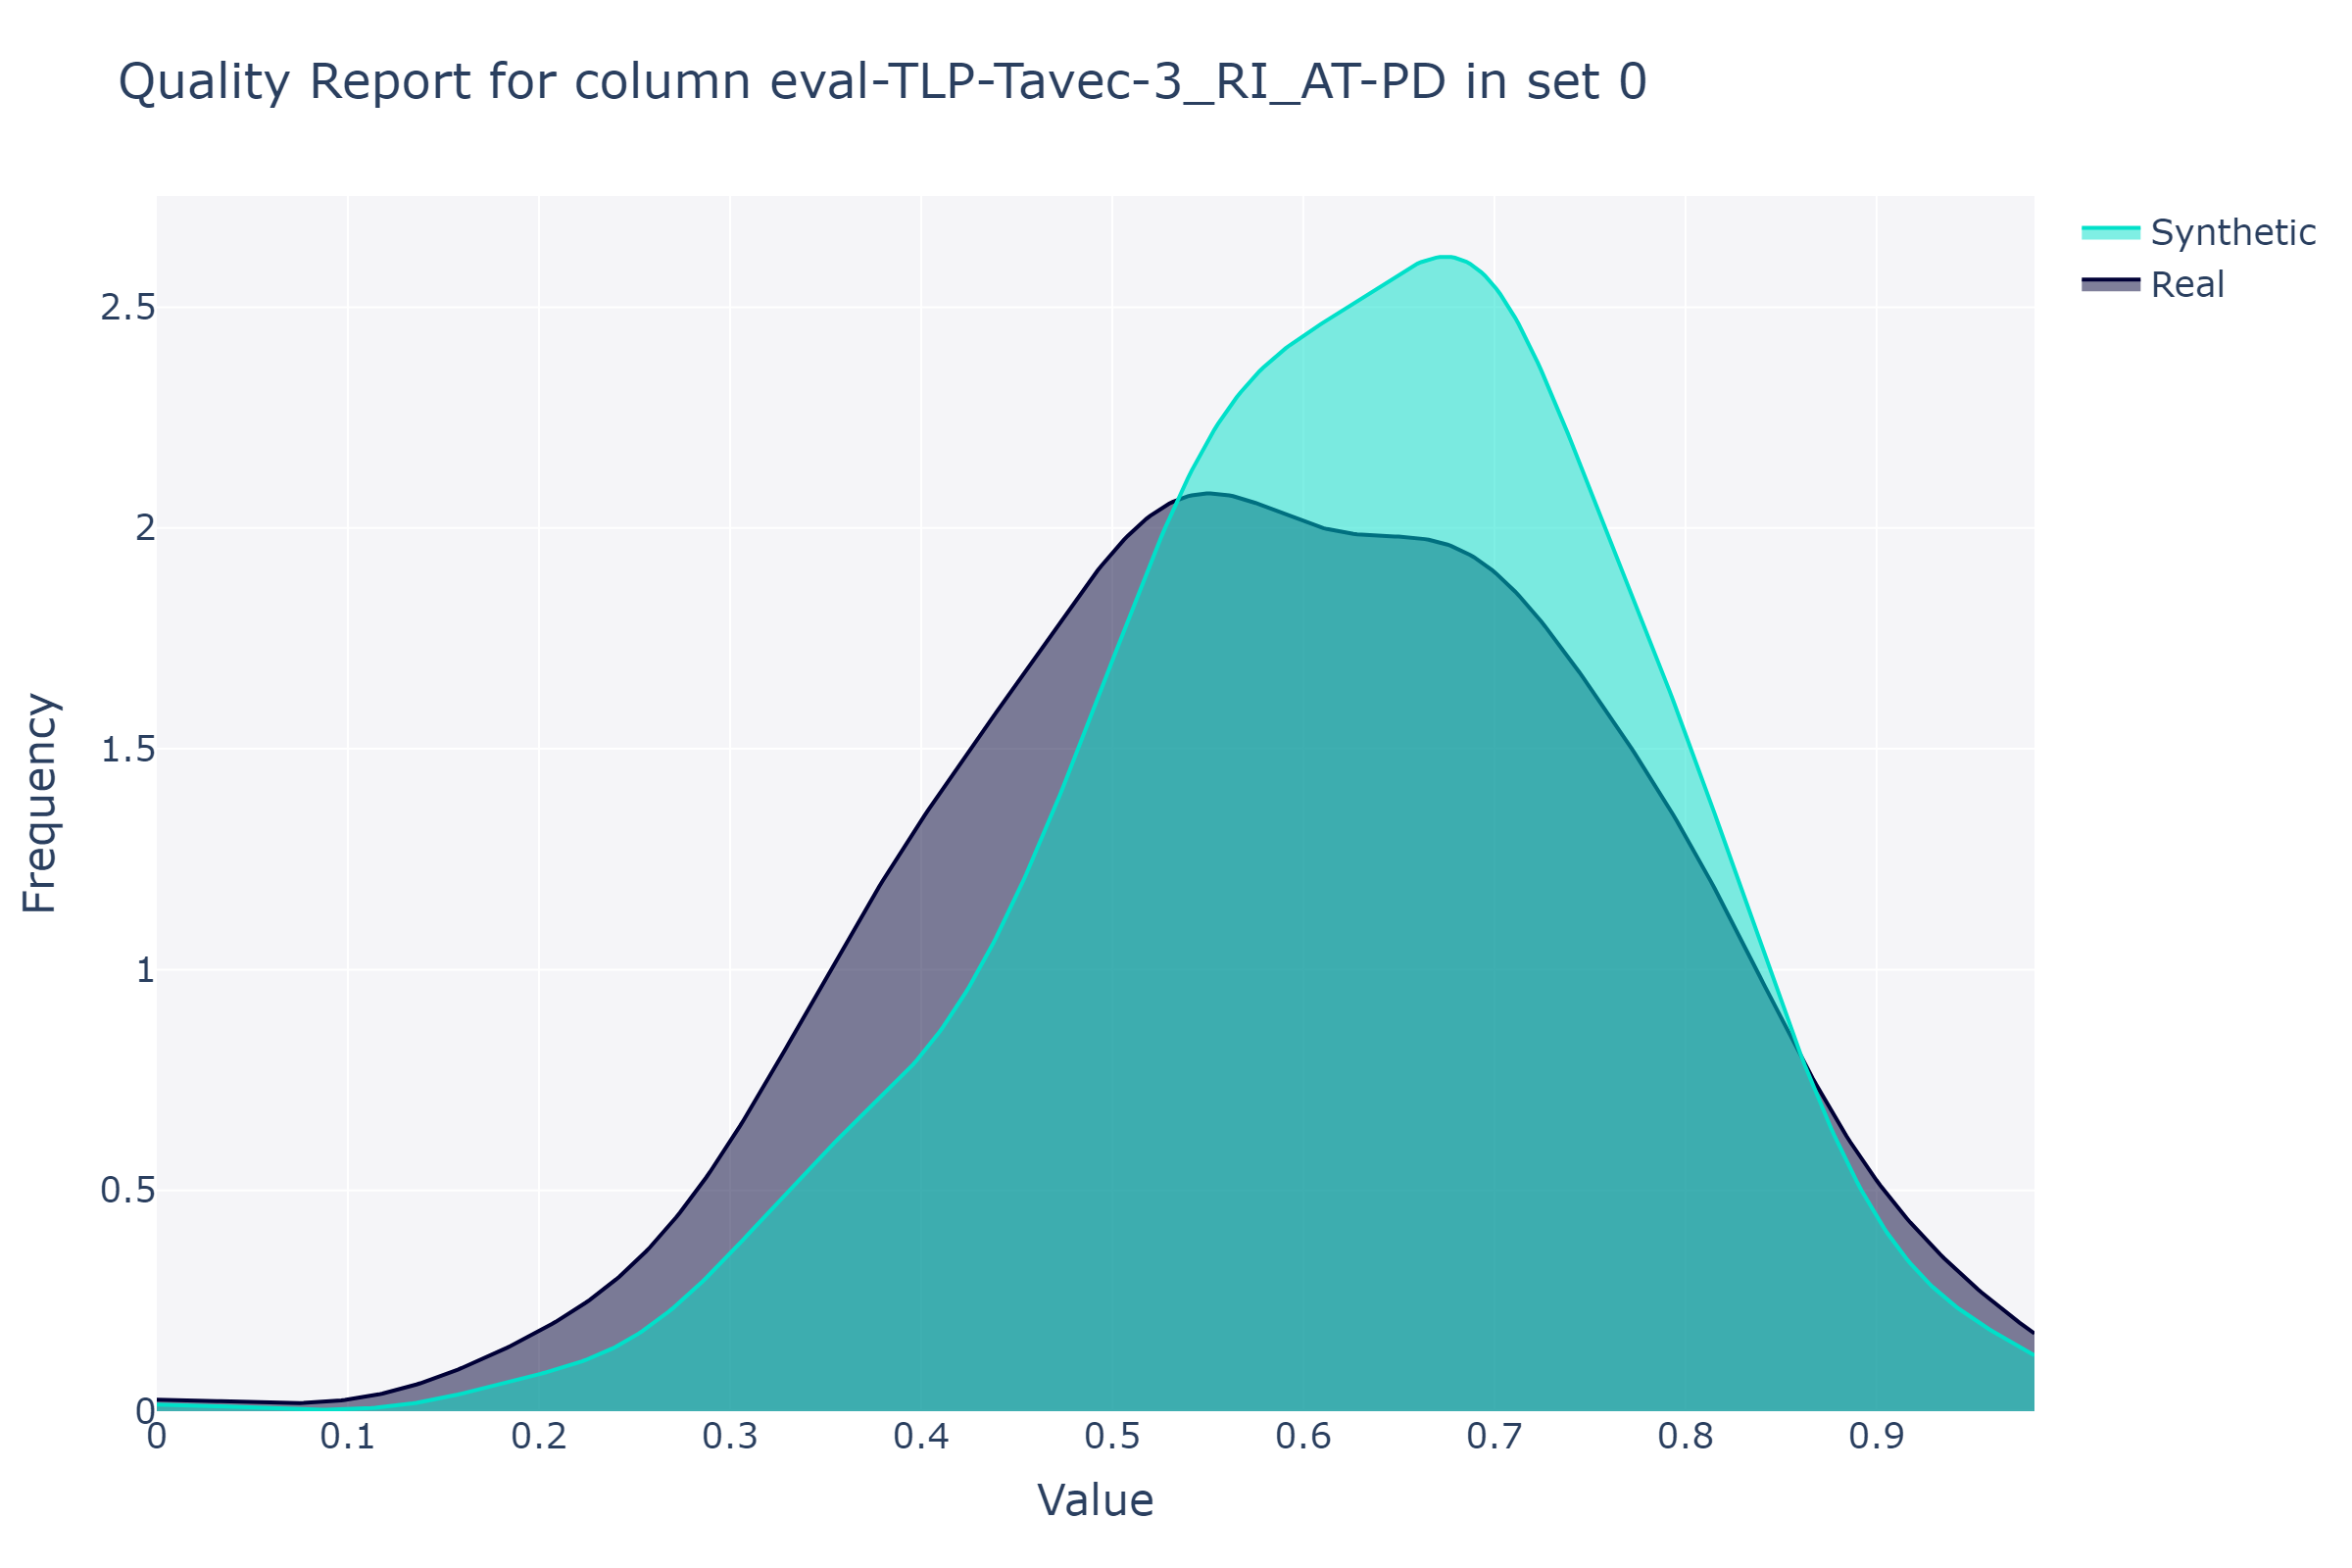 Quality Report for column eval-TLP-Tavec-3_RI_AT-PD in set 0
Synthetic
Real
2.5
2
1.5
1
0.5
0
Frequency
0 0.1 0.2 0.3 0.4 0.5 0.6 0.7 0.8 0.9
Value